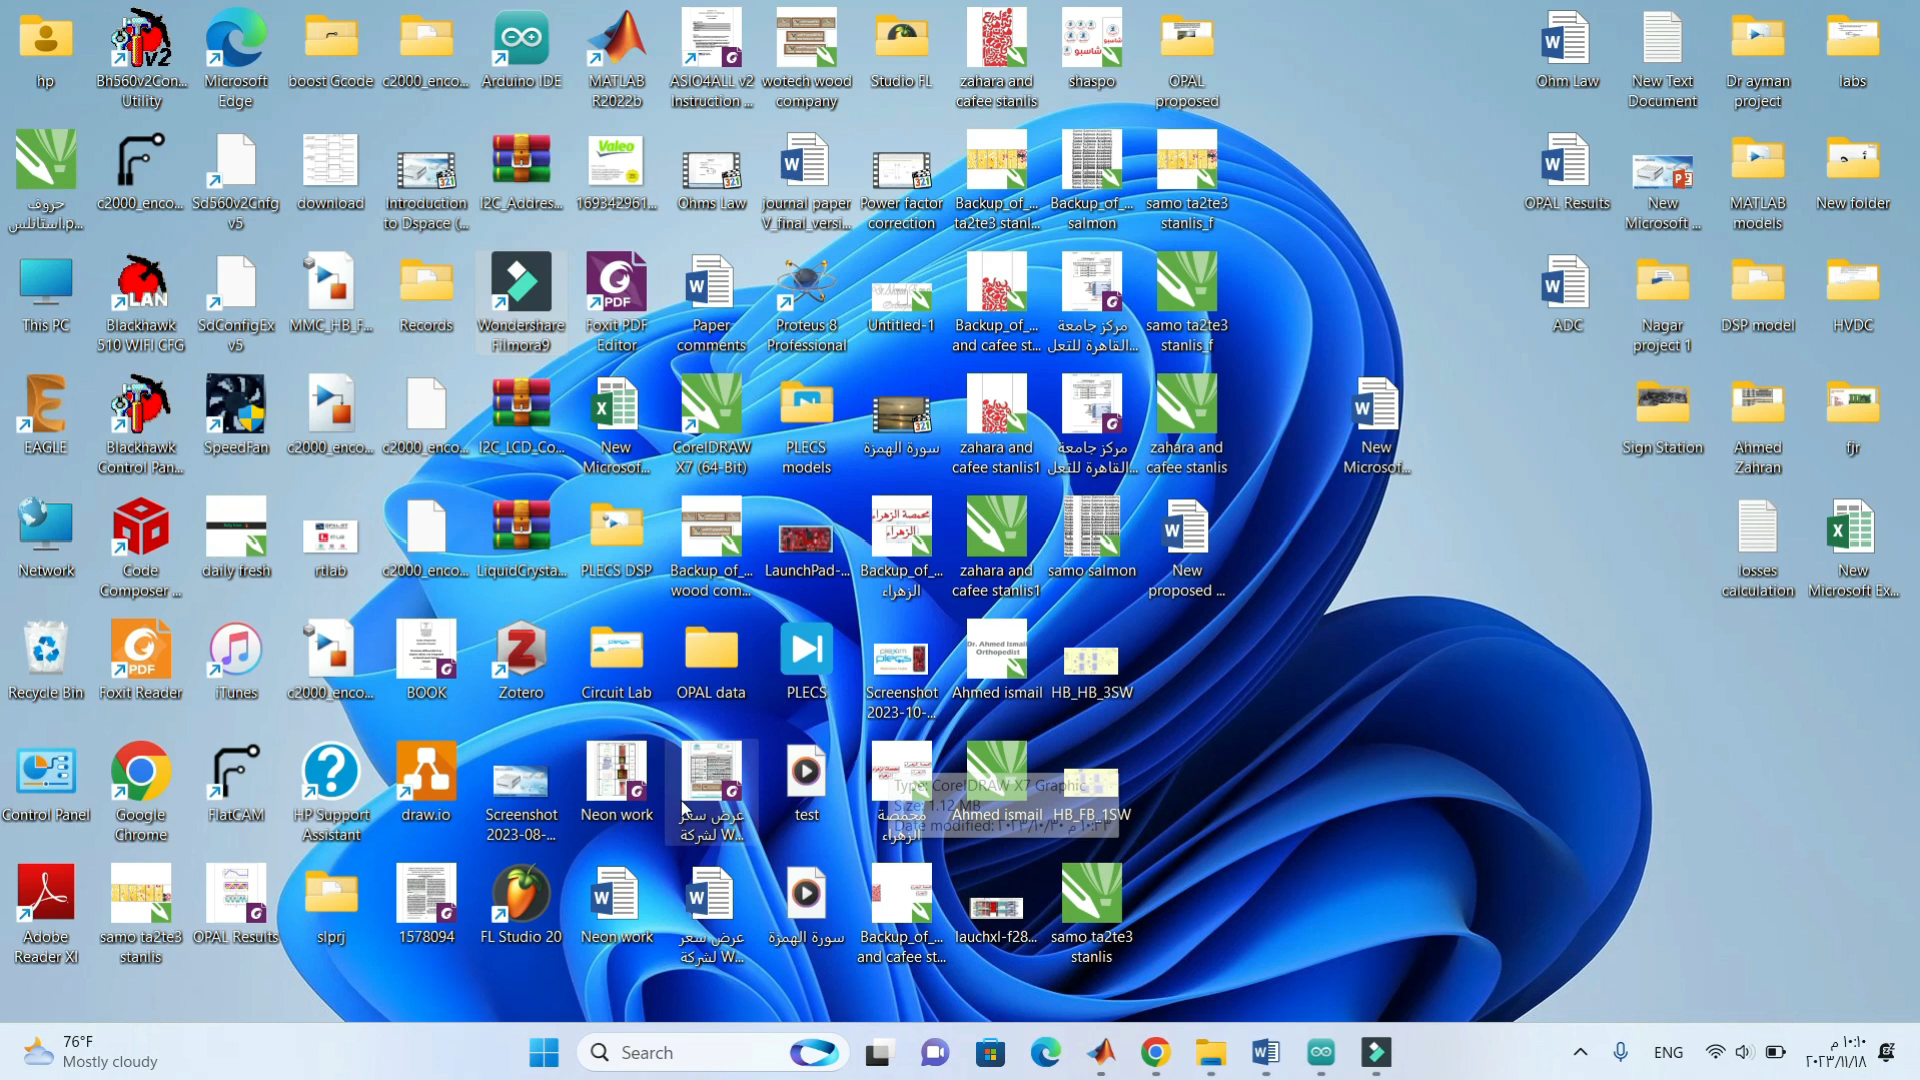 hp
Bh560v2Con... Utility
Microsoft Edge
boost Gcode
c2000_enco...
Arduino IDE
MATLAB R2022b
ASIO4ALL v2 Instruction ...
wotech wood company
Studio FL
zahara and cafee stanlis
shaspo
OPAL proposed
Ohm Law
New Text Document
Dr ayman project
labs
حروف استانلس.p...
c2000_enco...
Sd560v2Cnfg v5
download
Introduction to Dspace (...
I2C_Addres...
169342961...
Ohms Law
journal paper V_final_versi...
Power factor correction
Backup_of_... ta2te3 stanl...
Backup_of_... salmon
samo ta2te3 stanlis_f
OPAL Results
New Microsoft ...
MATLAB models
New folder
This PC
Blackhawk 510 WIFI CFG
SdConfigEx v5
MMC_HB_F...
Records
Wondershare Filmora9
Foxit PDF Editor
Paper comments
Proteus 8 Professional
Untitled-1
Backup_of_... and cafee st...
مركز جامعة القاهرة للتعل...
samo ta2te3 stanlis_f
ADC
Nagar project 1
DSP model
HVDC
EAGLE
Blackhawk Control Pan...
SpeedFan
c2000_enco...
c2000_enco...
I2C_LCD_Co...
New Microsof...
CorelDRAW X7 (64-Bit)
PLECS models
سورة الهمزة
zahara and cafee stanlis1
مركز جامعة القاهرة للتعل...
zahara and cafee stanlis
New Microsof...
Sign Station
Ahmed Zahran
fjr
Network
Code Composer ...
daily fresh
rtlab
c2000_enco...
LiquidCrysta...
PLECS DSP
Backup_of_... wood com...
LaunchPad-...
Backup_of_... الزهراء
zahara and cafee stanlis1
samo salmon
New proposed ...
losses calculation
New Microsoft Ex...
Recycle Bin
Foxit Reader
iTunes
c2000_enco...
BOOK
Zotero
Circuit Lab
OPAL data
PLECS
Screenshot 2023-10-...
Ahmed ismail
HB_HB_3SW
Control Panel
Google Chrome
FlatCAM
HP Support Assistant
draw.io
Screenshot 2023-08-...
Neon work
عرض سعر لشركة W...
test
محمصة الزهراء
Ahmed ismail
HB_FB_1SW
Type: CorelDRAW X7 Graphic
Size: 1.12 MB
Adobe Reader XI
samo ta2te3 stanlis
OPAL Results
slprj
1578094
FL Studio 20
Neon work
عرض سعر لشركة W...
سورة الهمزة
Backup_of_... and cafee st...
lauchxl-f28...
samo ta2te3 stanlis
76°F
Mostly cloudy
Search
ENG
١٠:١٠ م
٢٠٢٣/١١/١٨